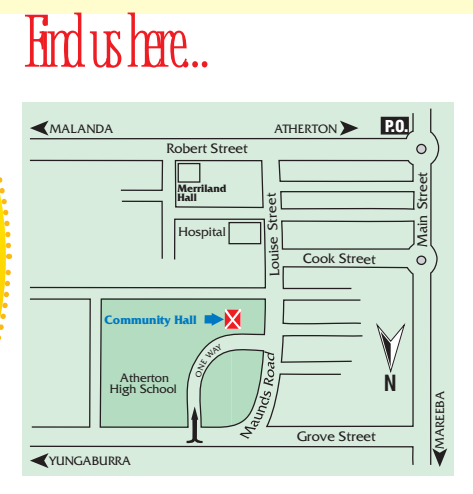 Find us here...
MALANDA
ATHERTON
P.O.
Robert Street
Merriland
Hall
Hospital
Louise Street
Main Street
Cook Street
Community Hall
ONE WAY
Atherton
High School
Maunds Road
N
MAREEBA
Grove Street
YUNGABURRA